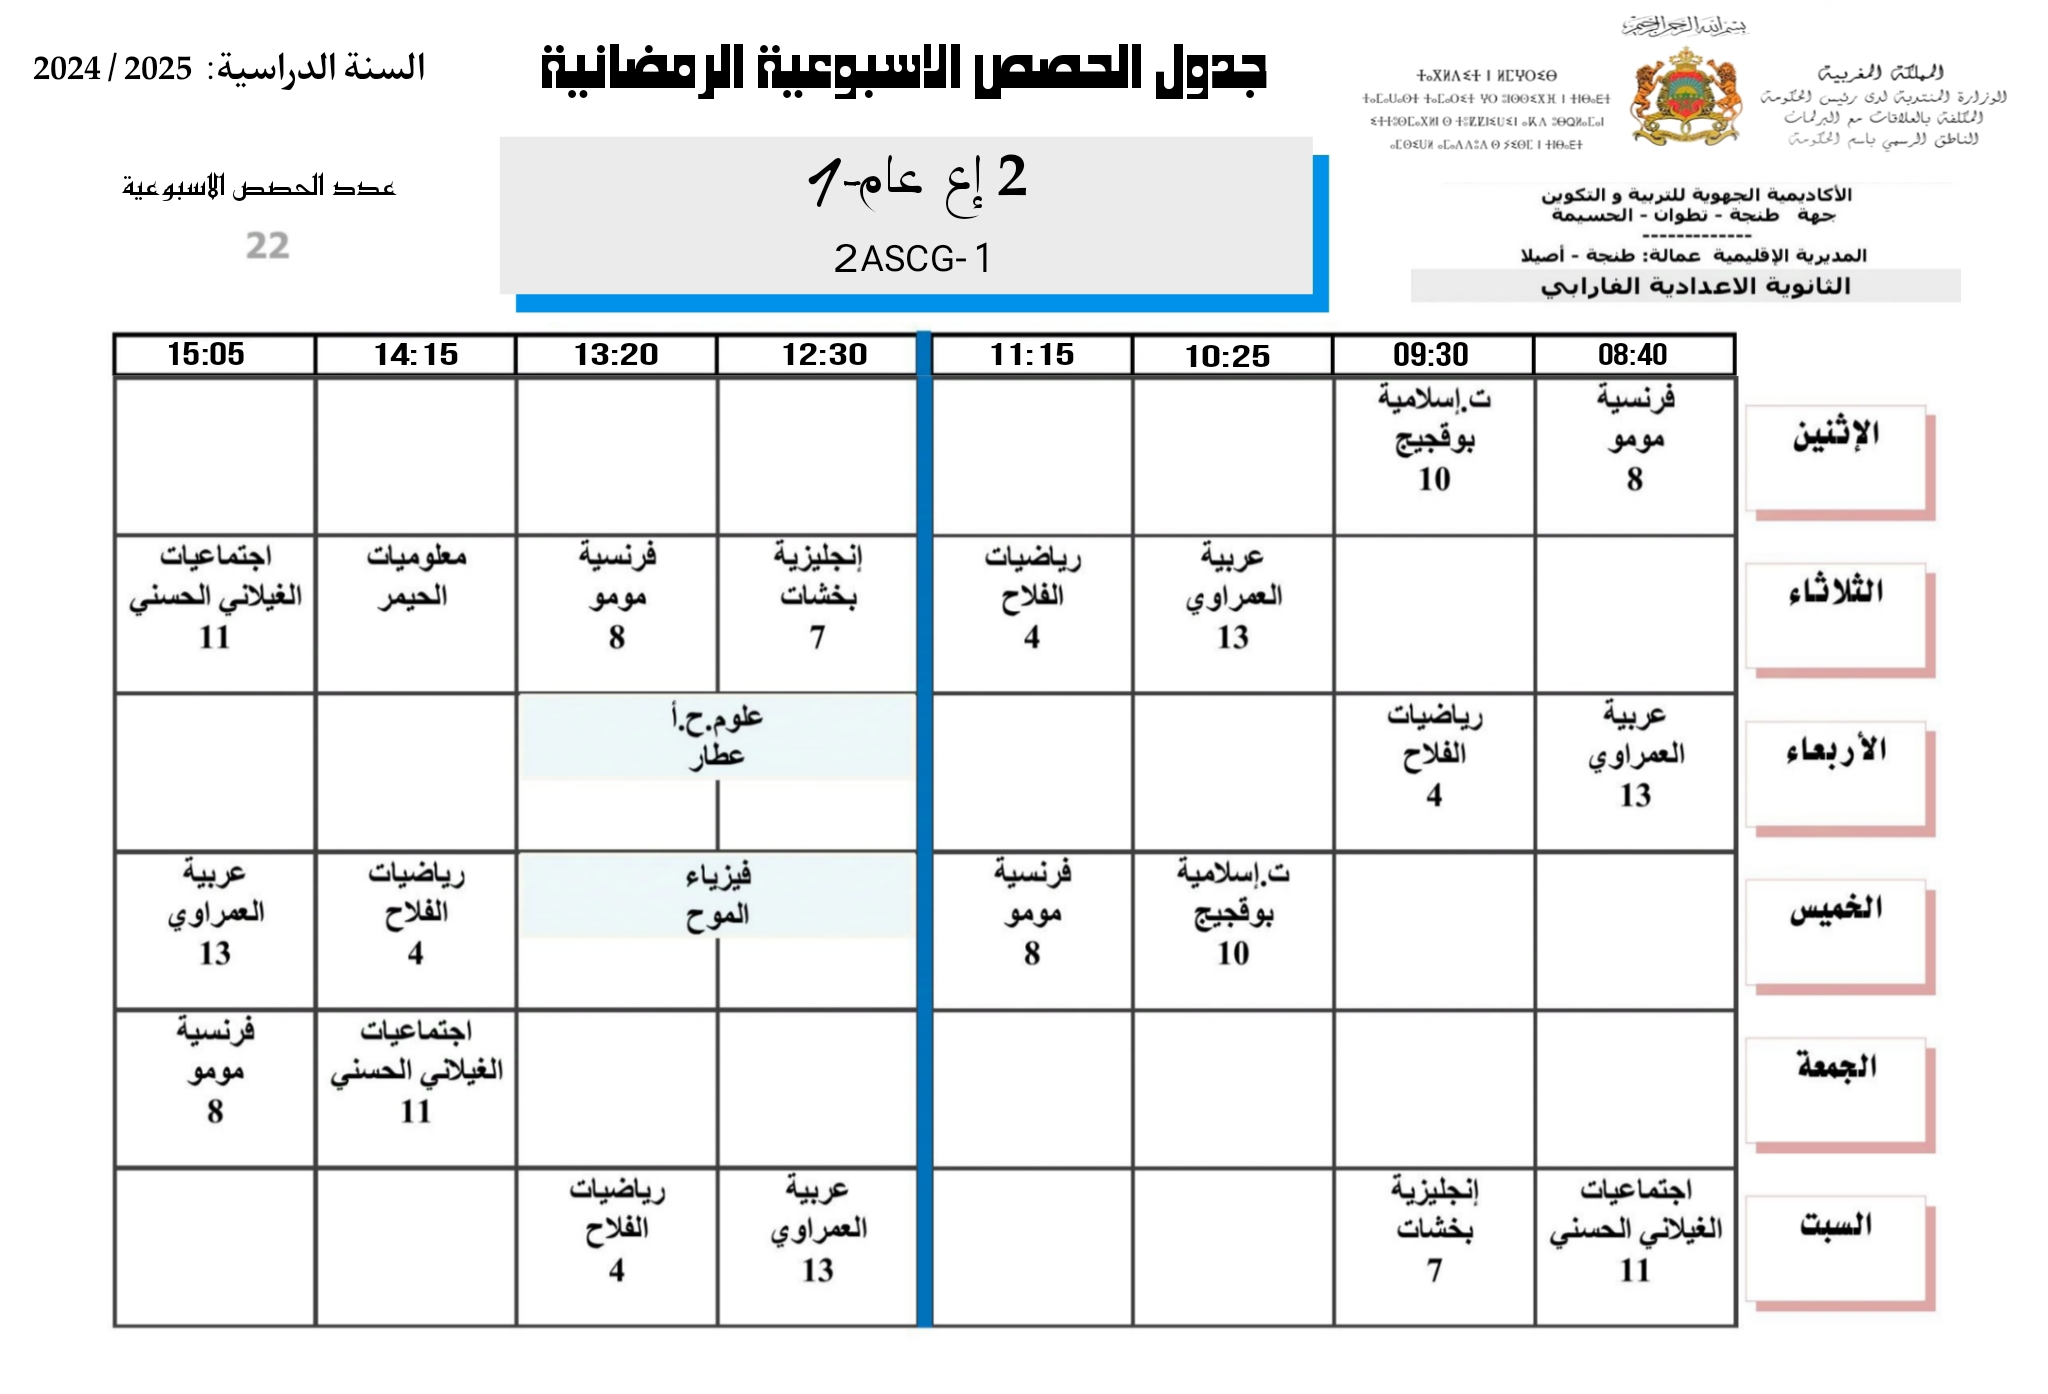 المملكة المغربية
الوزارة المنتدبة لدى رئيس الحكومة
المكلفة بالعلاقات مع البرلمان
الناطق الرسمي باسم الحكومة
ⵜⴰⴳⵍⴷⵉⵜ ⵏ ⵍⵎⵖⵔⵉⴱ
الأكاديمية الجهوية للتربية و التكوين
جهة طنجة - تطوان - الحسيمة
-------------
المديرية الإقليمية عمالة: طنجة - أصيلا
الثانوية الاعدادية الفارابي
جدول الحصص الاسبوعية الرمضانية
2 إع عام-1
2ASCG-1
السنة الدراسية: 2025 / 2024
عدد الحصص الاسبوعية
22
08:40 09:30 10:25 11:15 12:30 13:20 14:15 15:05
الإثنين
فرنسية
مومو
8
ت.إسلامية
بوقجيج
10
الثلاثاء
عربية
العمراوي
13
رياضيات
الفلاح
4
إنجليزية
بخشات
7
فرنسية
مومو
8
معلوميات
الحيمر
اجتماعيات
الغيلاني الحسني
11
الأربعاء
عربية
العمراوي
13
رياضيات
الفلاح
4
علوم.ح.أ
عطار
الخميس
ت.إسلامية
بوقجيج
10
فرنسية
مومو
8
فيزياء
الموح
رياضيات
الفلاح
4
عربية
العمراوي
13
الجمعة
اجتماعيات
الغيلاني الحسني
11
فرنسية
مومو
8
السبت
اجتماعيات
الغيلاني الحسني
11
إنجليزية
بخشات
7
عربية
العمراوي
13
رياضيات
الفلاح
4